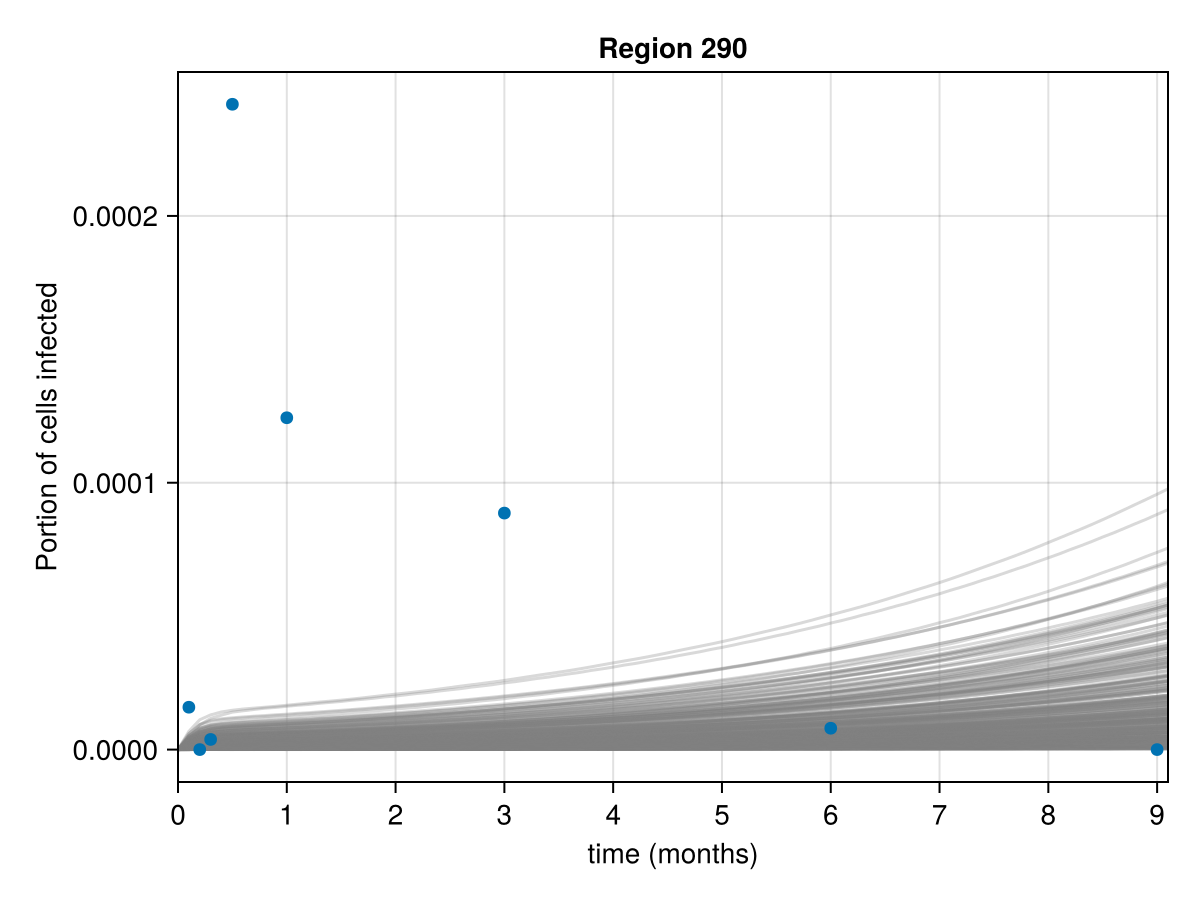 Region 290
0.0002
0.0001
0.0000
Portion of cells infected
0 1 2 3 4 5 6 7 8 9
time (months)